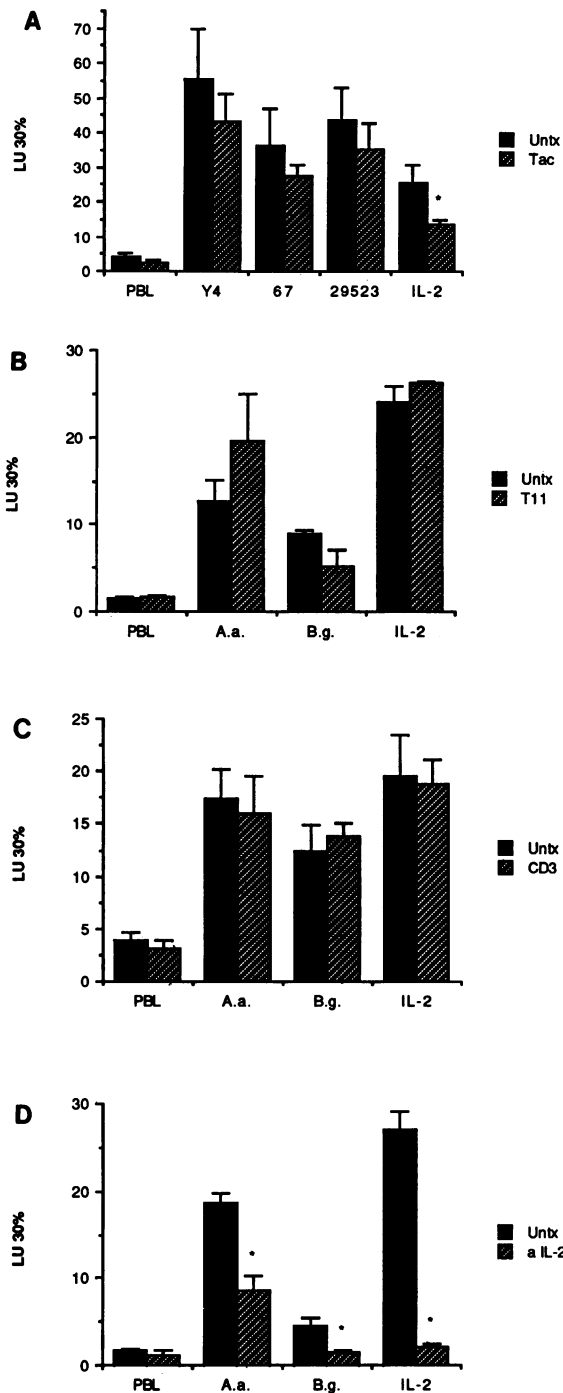 A
70
60
50
40
30
20
10
0
LU 30%
PBL Y4 67 29523 IL-2
*
Untx
Tac
B
30
20
10
0
LU 30%
PBL A.a. B.g. IL-2
Untx
T11
C
25
20
15
10
5
0
LU 30%
PBL A.a. B.g. IL-2
Untx
CD3
D
30
20
10
0
LU 30%
PBL A.a. B.g. IL-2
*
*
*
Untx
a IL-2